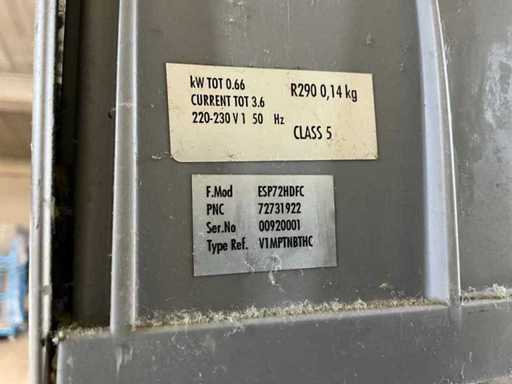 kW TOT 0.66 R290 0,14 kg
CURRENT TOT 3.6
220-230 V 1 50 Hz
CLASS 5
F.Mod ESP72HDFC
PNC 72731922
Ser.No 00920001
Type Ref. V1MPTNBTHC